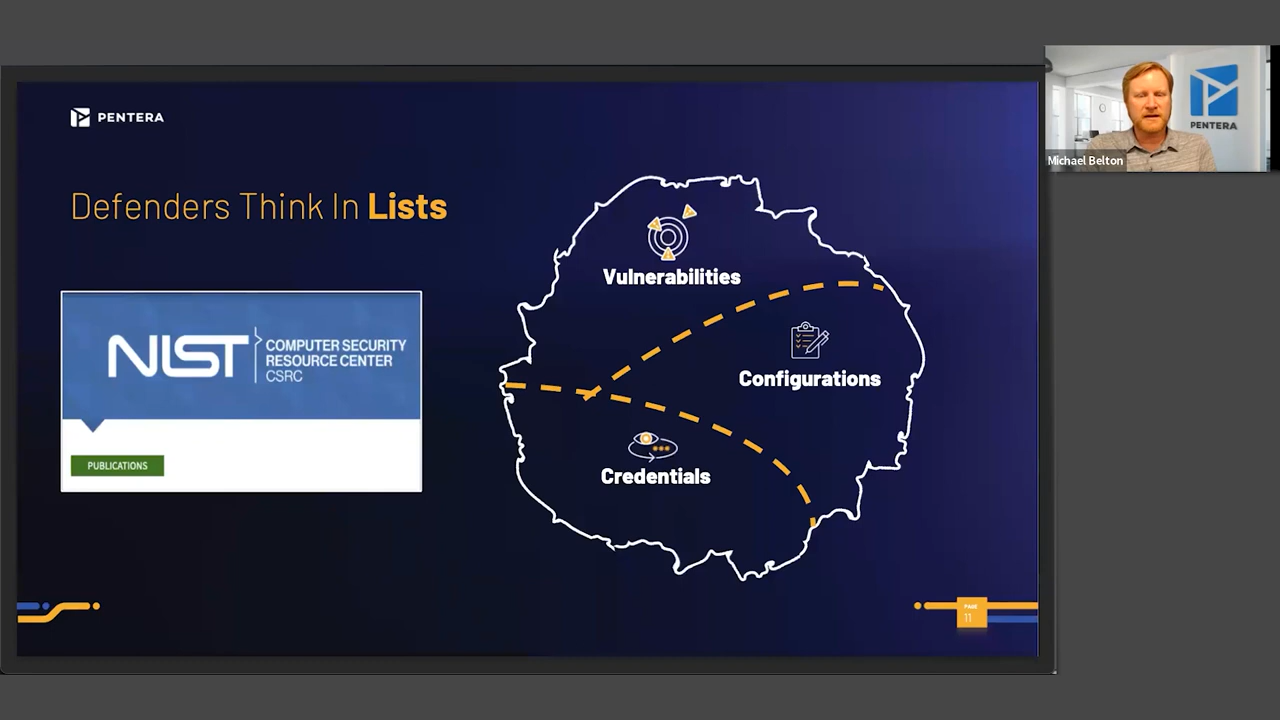 PENTERA
Defenders Think In Lists
NIST
COMPUTER SECURITY
RESOURCE CENTER
CSRC
PUBLICATIONS
Vulnerabilities
Configurations
Credentials
PAGE
11
PENTERA
Michael Belton